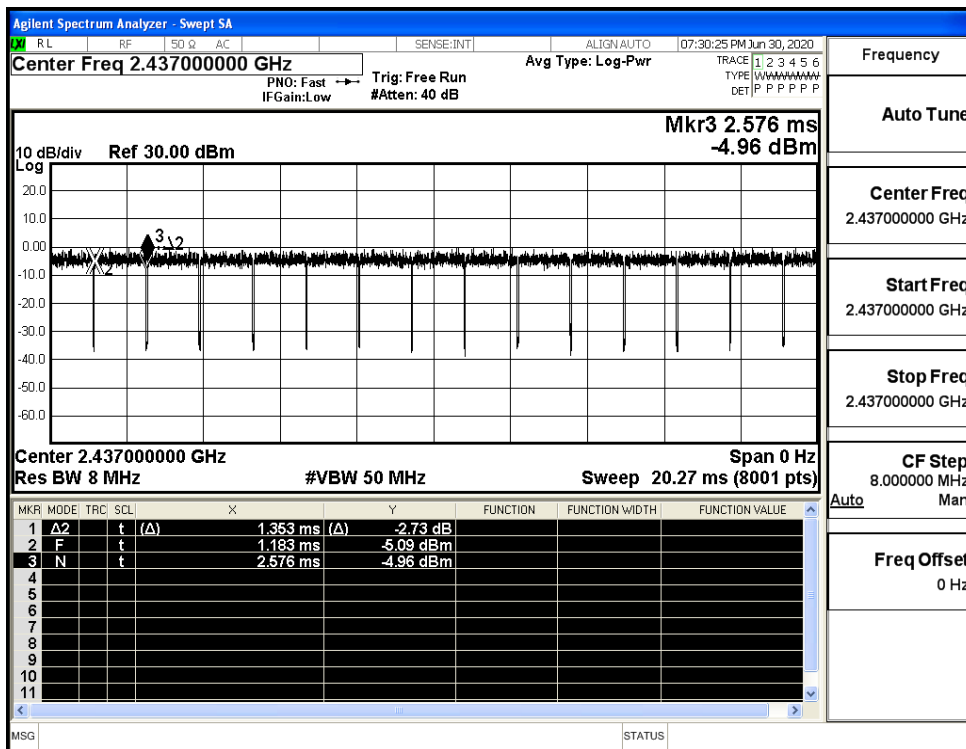 Agilent Spectrum Analyzer - Swept SA
LXI RL RF 50 Ω AC SENSE:INT ALIGN AUTO 07:30:25 PM Jun 30, 2020
Center Freq 2.437000000 GHz
PNO: Fast
IFGain:Low
Trig: Free Run
#Atten: 40 dB
Avg Type: Log-Pwr
TRACE 1 2 3 4 5 6
TYPE WWWWWW
DET P P P P P P
Mkr3 2.576 ms
-4.96 dBm
10 dB/div Ref 30.00 dBm
Log
20.0
10.0
0.00
-10.0
-20.0
-30.0
-40.0
-50.0
-60.0
3 Δ2
2
Center 2.437000000 GHz Span 0 Hz
Res BW 8 MHz #VBW 50 MHz Sweep 20.27 ms (8001 pts)
MKR MODE TRC SCL X Y FUNCTION FUNCTION WIDTH FUNCTION VALUE
1 Δ2 t (Δ) 1.353 ms (Δ) -2.73 dB
2 F t 1.183 ms -5.09 dBm
3 N t 2.576 ms -4.96 dBm
4
5
6
7
8
9
10
11
MSG STATUS
Frequency
Auto Tune
Center Freq
2.437000000 GHz
Start Freq
2.437000000 GHz
Stop Freq
2.437000000 GHz
CF Step
8.000000 MHz
Auto Man
Freq Offset
0 Hz